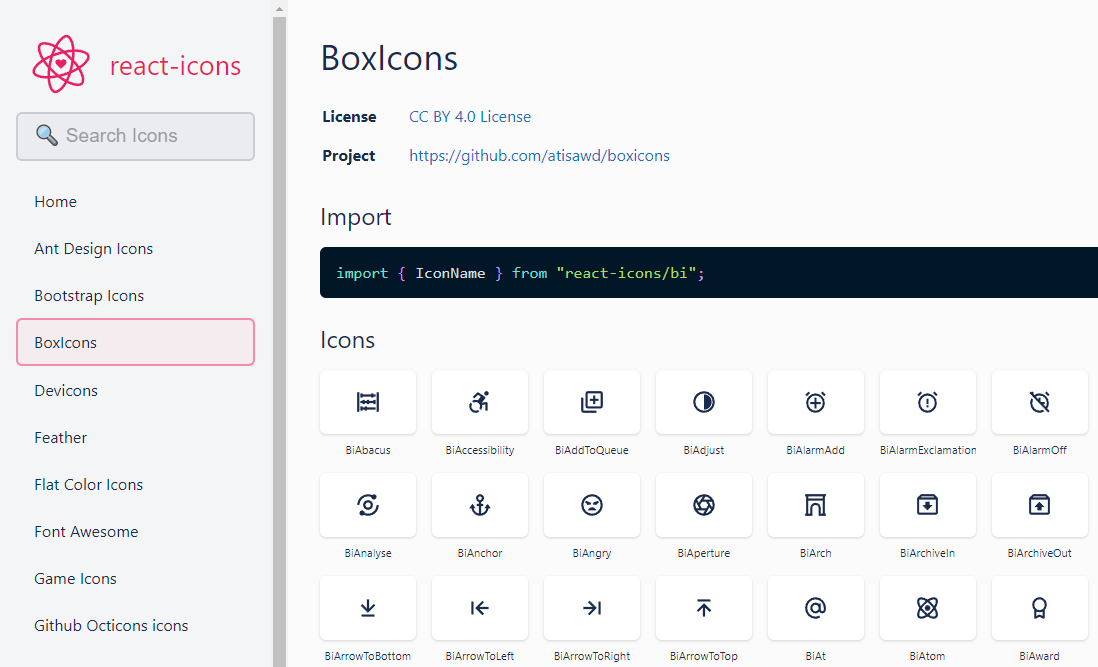 react-icons
Search Icons
Home
Ant Design Icons
Bootstrap Icons
BoxIcons
Devicons
Feather
Flat Color Icons
Font Awesome
Game Icons
Github Octicons icons
BoxIcons
License CC BY 4.0 License
Project https://github.com/atisawd/boxicons
Import
import { IconName } from "react-icons/bi";
Icons
BiAbacus BiAccessibility BiAddToQueue BiAdjust BiAlarmAdd BiAlarmExclamation BiAlarmOff
BiAnalyse BiAnchor BiAngry BiAperture BiArch BiArchiveIn BiArchiveOut
BiArrowToBottom BiArrowToLeft BiArrowToRight BiArrowToTop BiAt BiAtom BiAward